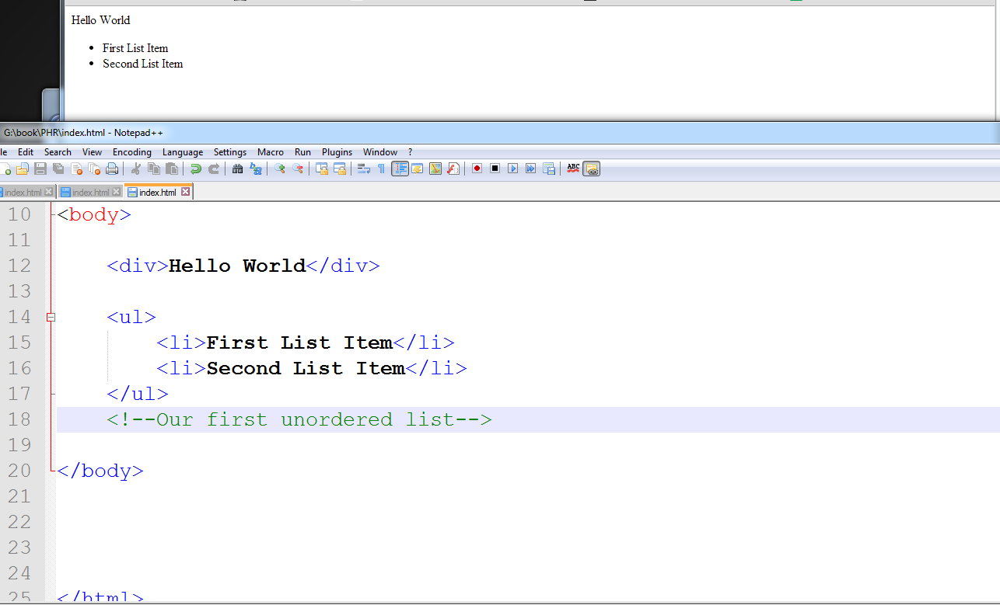 Hello World
• First List Item
• Second List Item
G:\book\PHR\index.html - Notepad++
le Edit Search View Encoding Language Settings Macro Run Plugins Window ?
ABC
index.html index.html index.html
10 <body>
11
12 <div>Hello World</div>
13
14 <ul>
15 <li>First List Item</li>
16 <li>Second List Item</li>
17 </ul>
18 <!--Our first unordered list-->
19
20 </body>
21
22
23
24
25 </html>